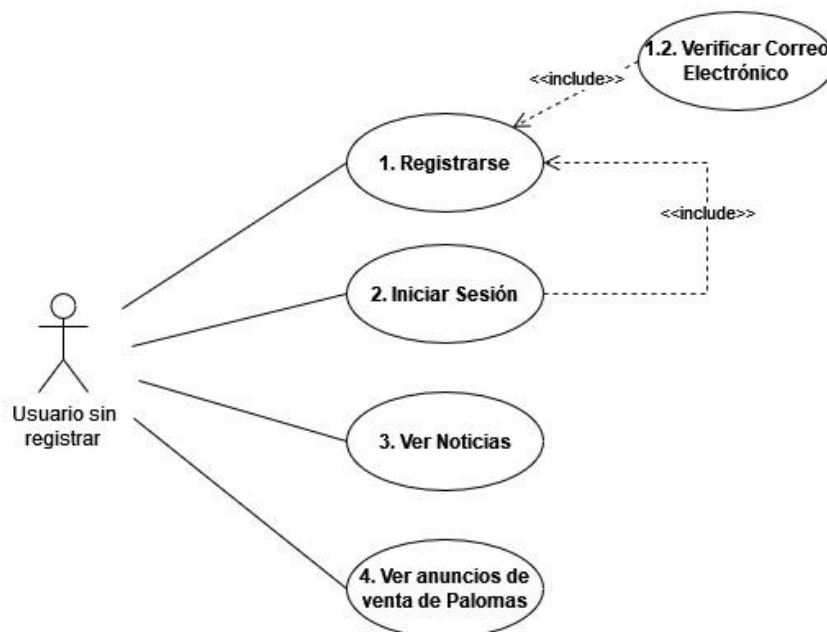 1.2. Verificar Correo
Electrónico
<<include>>
1. Registrarse
<<include>>
2. Iniciar Sesión
Usuario sin
registrar
3. Ver Noticias
4. Ver anuncios de
venta de Palomas